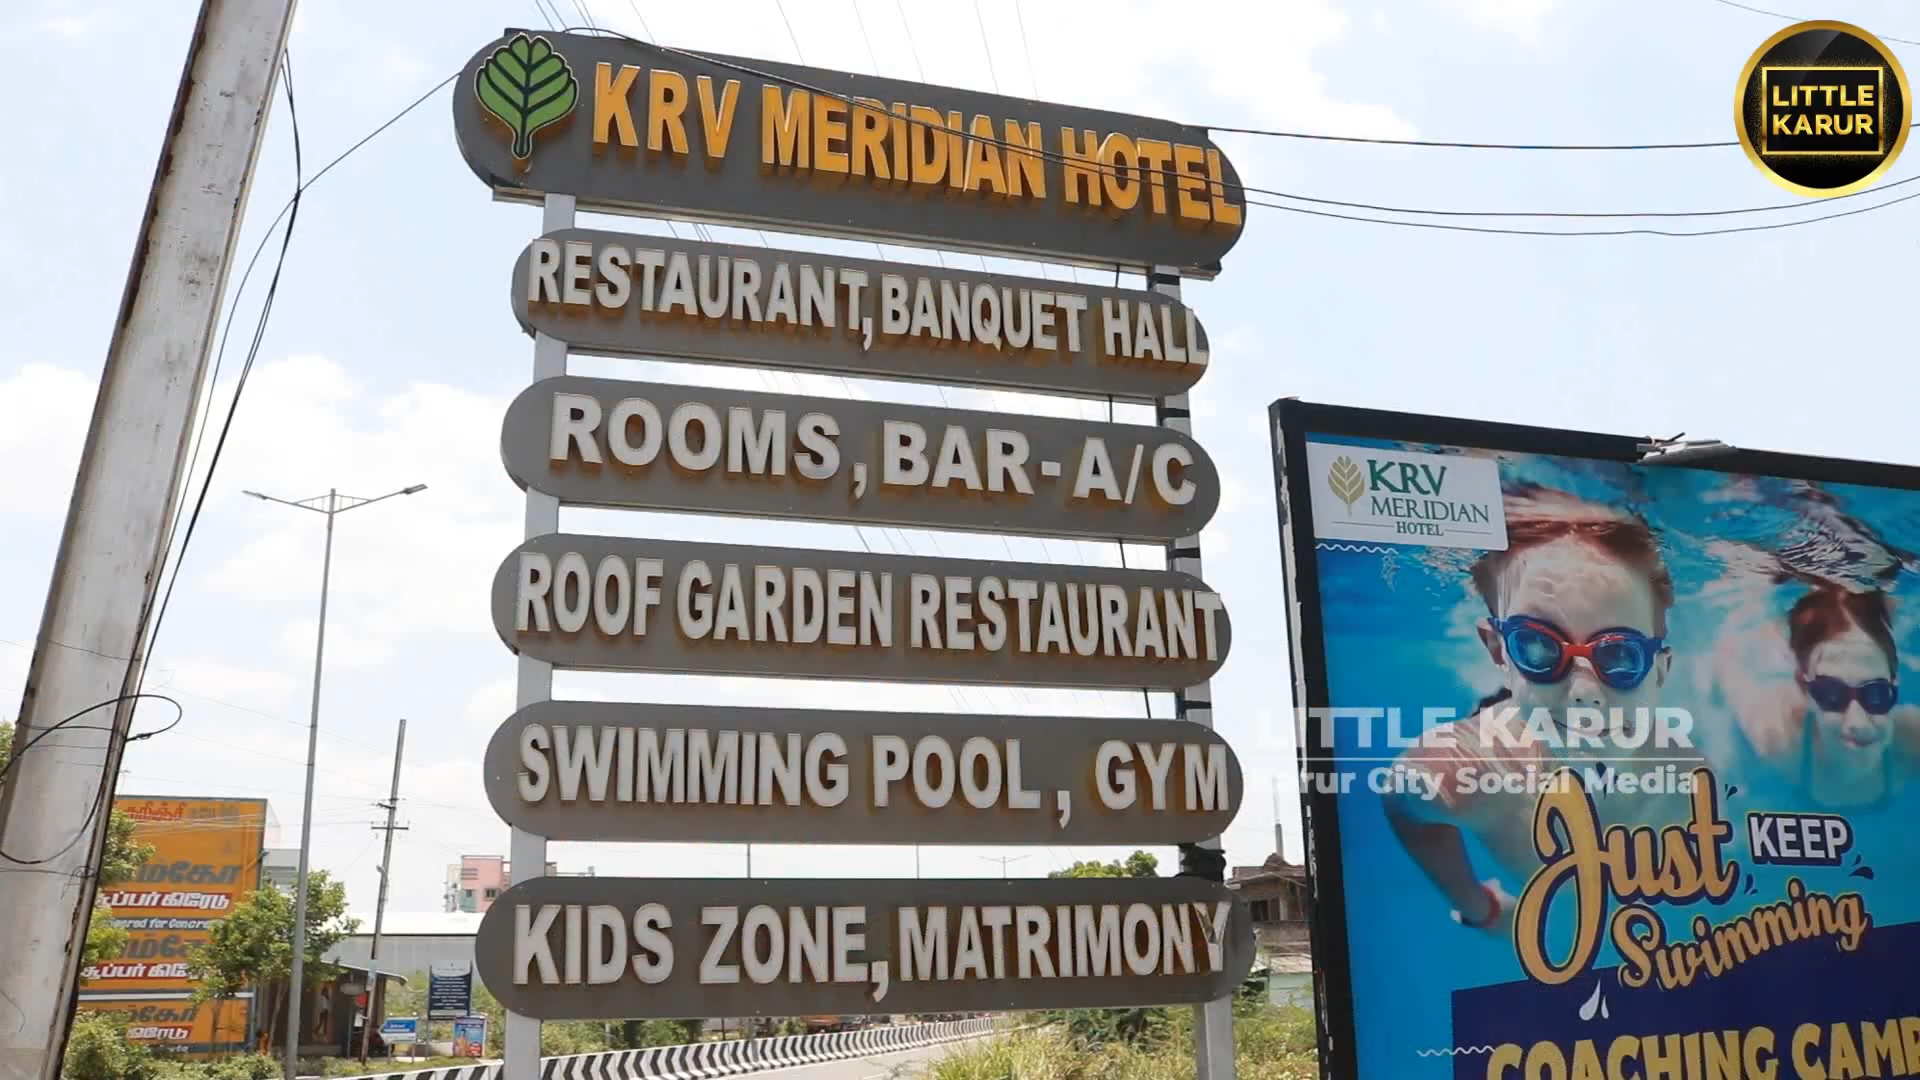 KRV MERIDIAN HOTEL
RESTAURANT, BANQUET HALL
ROOMS, BAR - A/C
ROOF GARDEN RESTAURANT
SWIMMING POOL, GYM
KIDS ZONE, MATRIMONY
LITTLE
KARUR
KRV
MERIDIAN
HOTEL
LITTLE KARUR
Karur City Social Media
Just KEEP
Swimming
COACHING CAMP
சூப்பர் கிரேடு